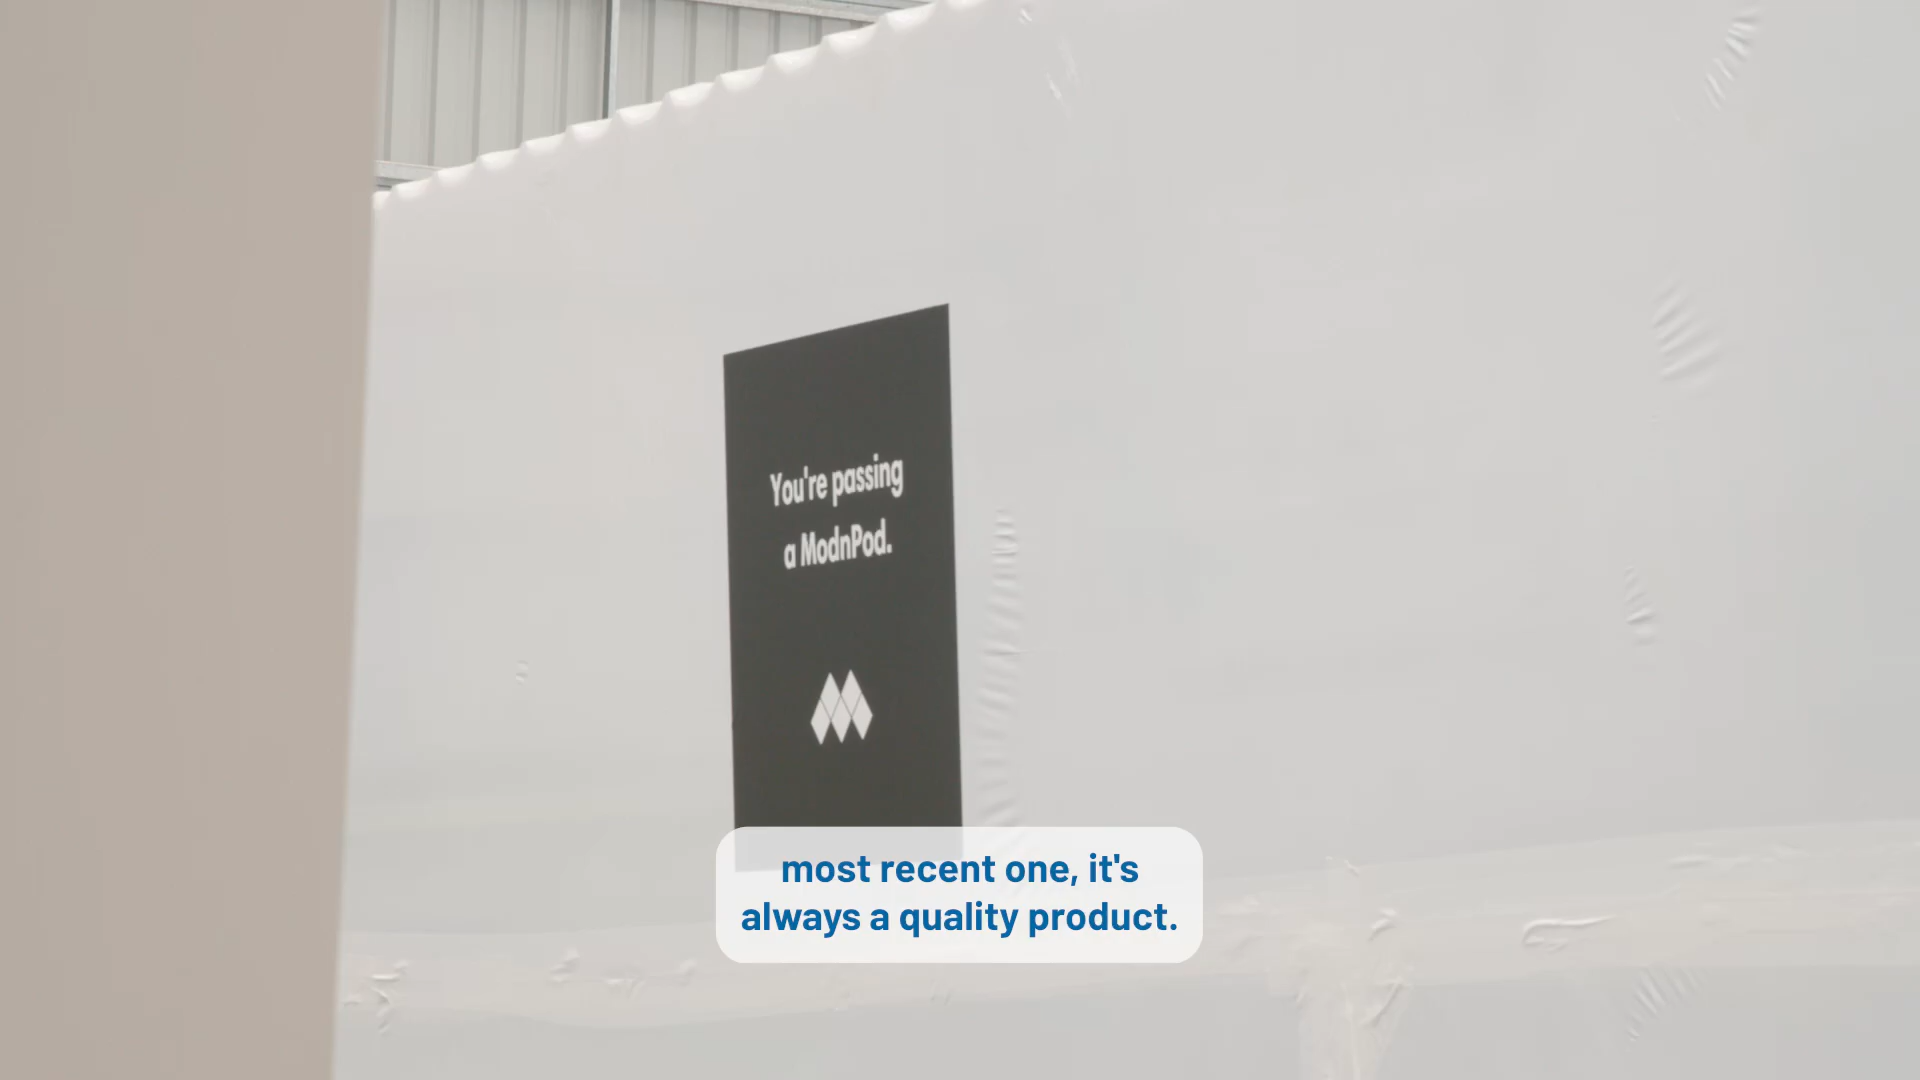 You're passing
a ModnPod.
most recent one, it's
always a quality product.